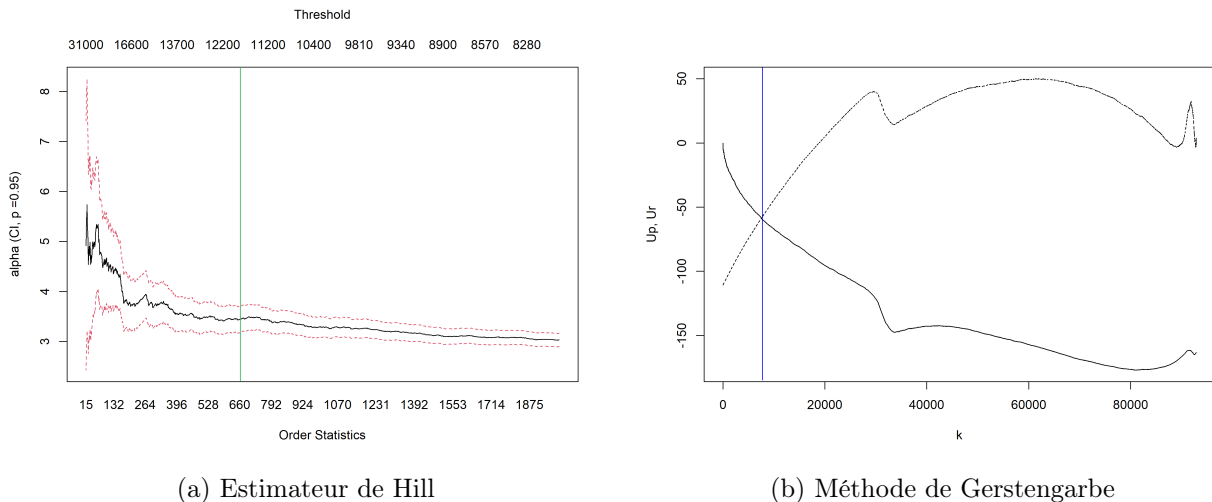 Threshold
31000 16600 13700 12200 11200 10400 9810 9340 8900 8570 8280
alpha (CI, p =0.95)
8
7
6
5
4
3
15 132 264 396 528 660 792 924 1070 1231 1392 1553 1714 1875
Order Statistics
(a) Estimateur de Hill
Up, Ur
50
0
-50
-100
-150
0 20000 40000 60000 80000
k
(b) Méthode de Gerstengarbe